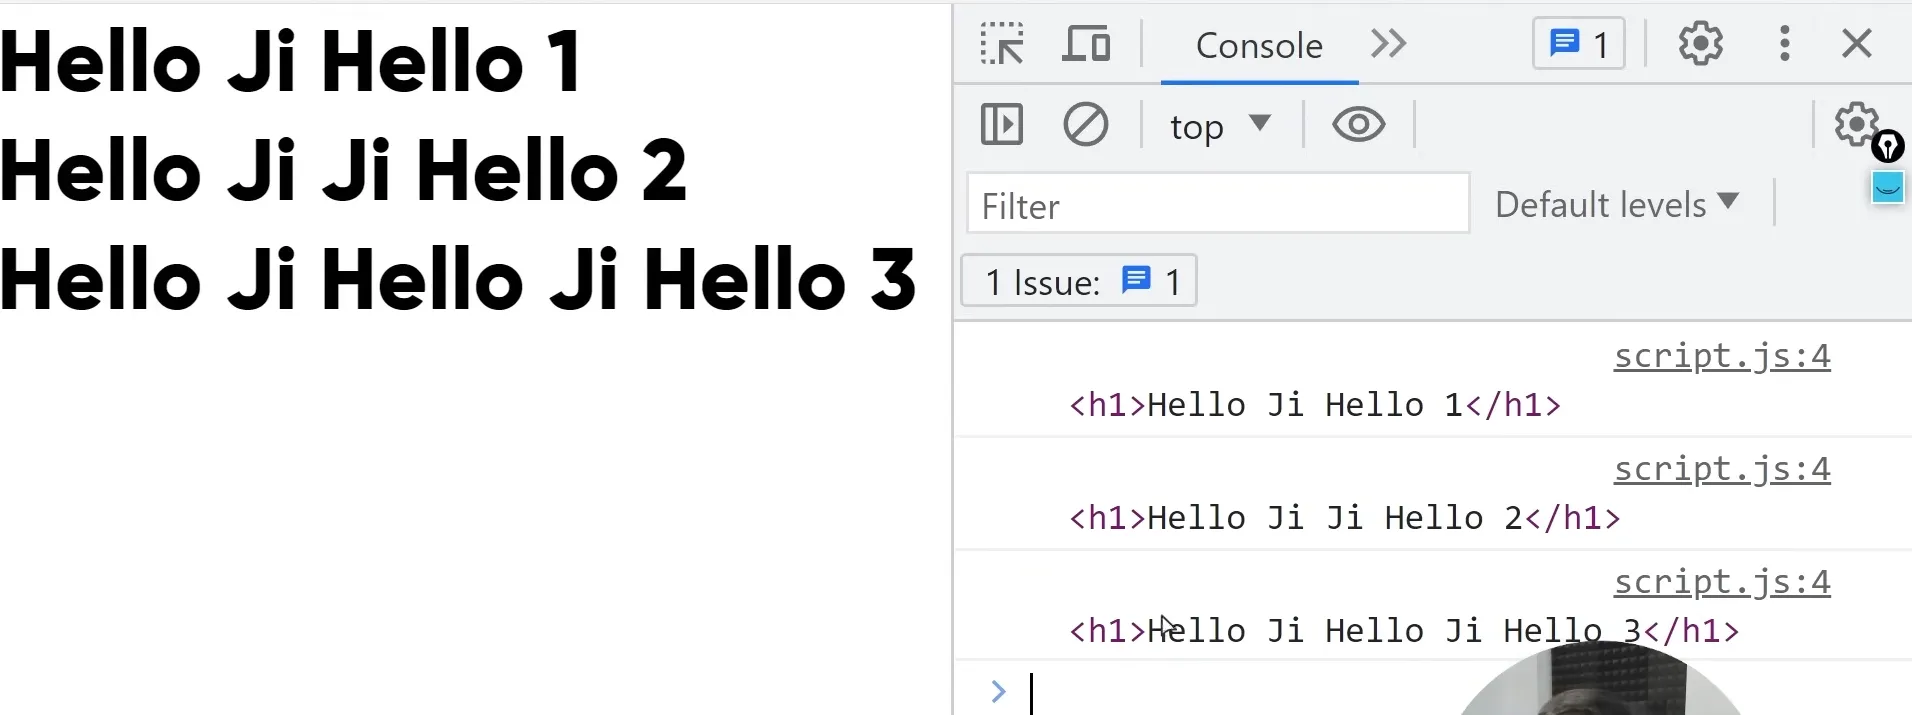 Hello Ji Hello 1
Hello Ji Ji Hello 2
Hello Ji Hello Ji Hello 3
Console
1
top
Filter
Default levels
1 Issue: 1
script.js:4
<h1>Hello Ji Hello 1</h1>
script.js:4
<h1>Hello Ji Ji Hello 2</h1>
script.js:4
<h1>Hello Ji Hello Ji Hello 3</h1>